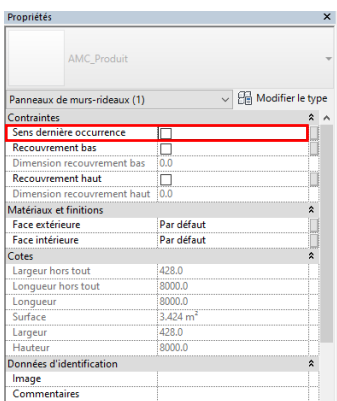 Propriétés
AMC_Produit
Panneaux de murs-rideaux (1) Modifier le type
Contraintes
Sens dernière occurrence
Recouvrement bas
Dimension recouvrement bas 0.0
Recouvrement haut
Dimension recouvrement haut 0.0
Matériaux et finitions
Face extérieure Par défaut
Face intérieure Par défaut
Cotes
Largeur hors tout 428.0
Longueur hors tout 8000.0
Longueur 8000.0
Surface 3.424 m²
Largeur 428.0
Hauteur 8000.0
Données d'identification
Image
Commentaires